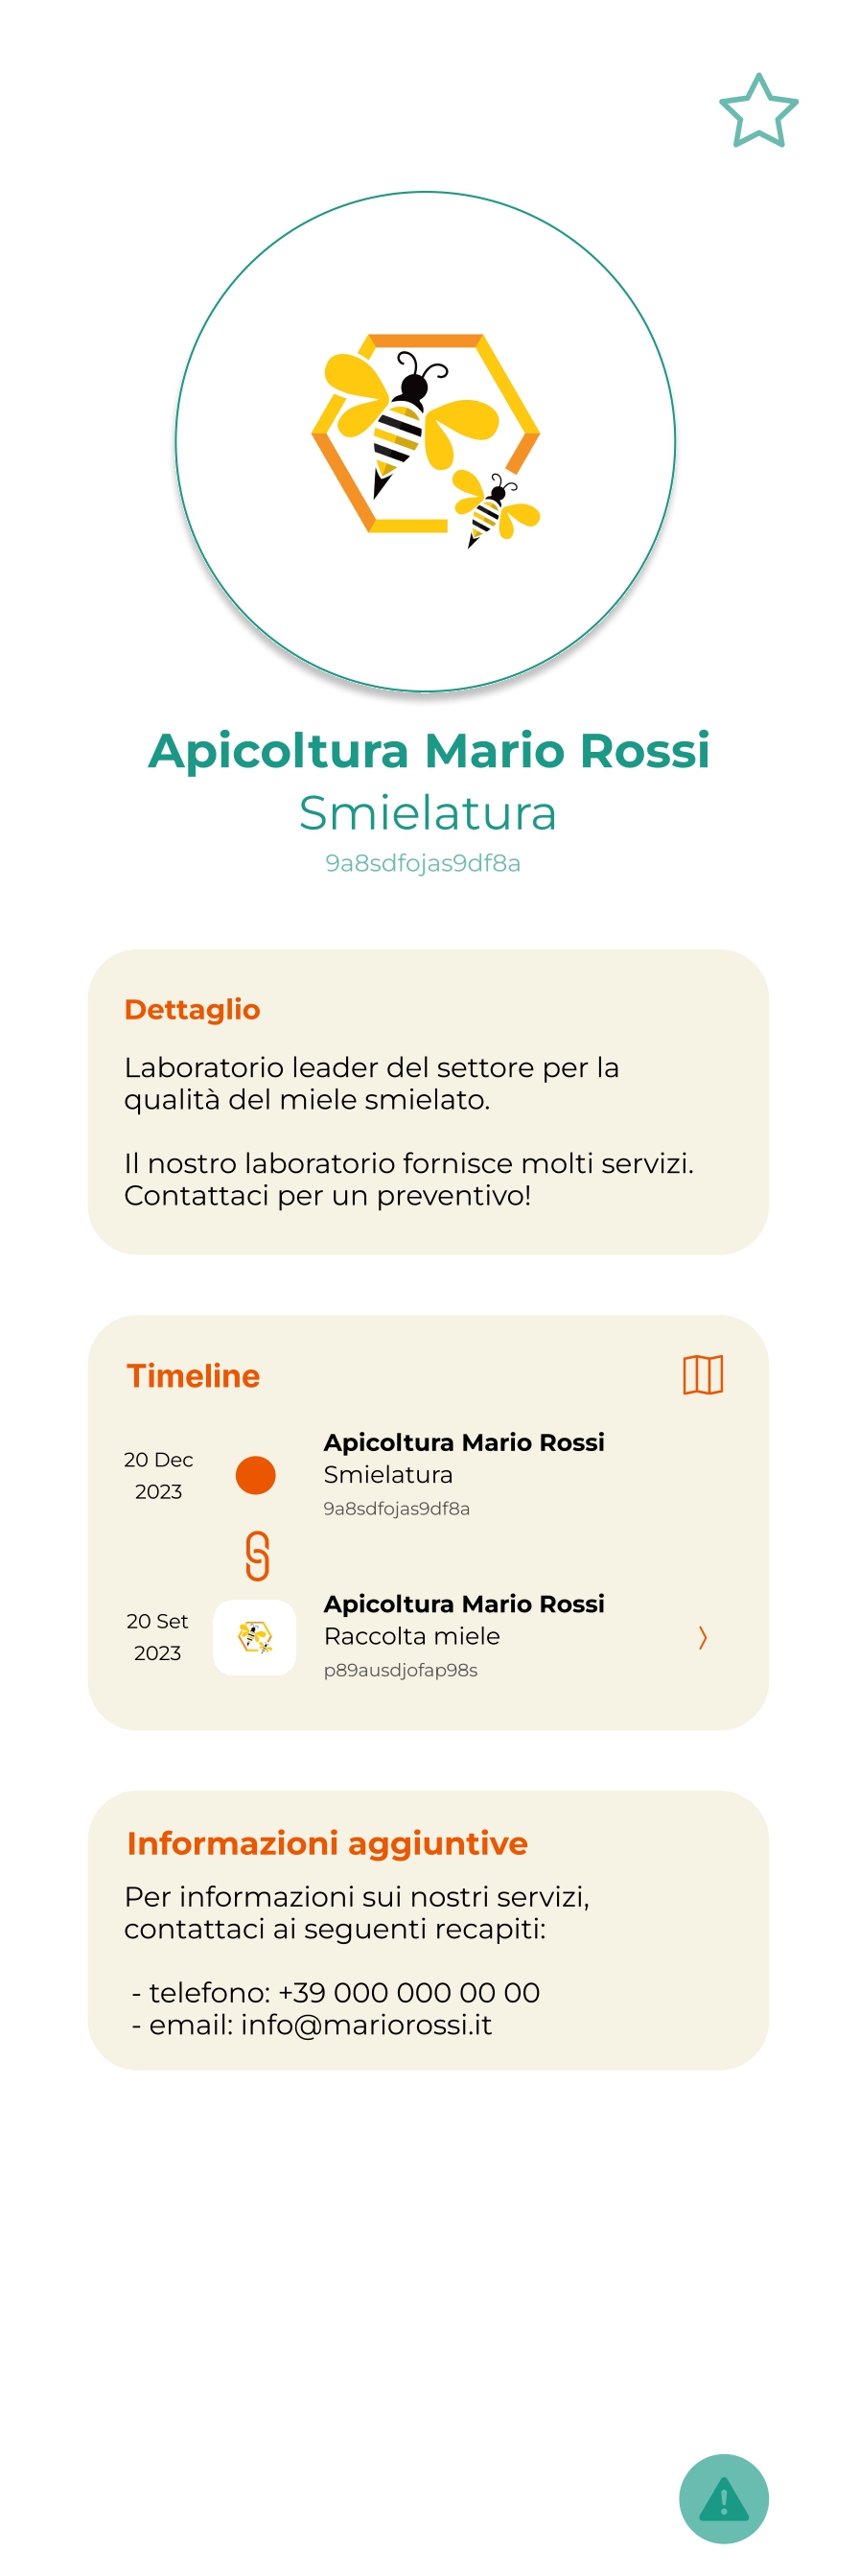 Apicoltura Mario Rossi
Smielatura
9a8sdfojas9df8a
Dettaglio
Laboratorio leader del settore per la
qualità del miele smielato.
Il nostro laboratorio fornisce molti servizi.
Contattaci per un preventivo!
Timeline
20 Dec
2023
Apicoltura Mario Rossi
Smielatura
9a8sdfojas9df8a
20 Set
2023
Apicoltura Mario Rossi
Raccolta miele
p89ausdjofap98s
Informazioni aggiuntive
Per informazioni sui nostri servizi,
contattaci ai seguenti recapiti:
- telefono: +39 000 000 00 00
- email: info@mariorossi.it